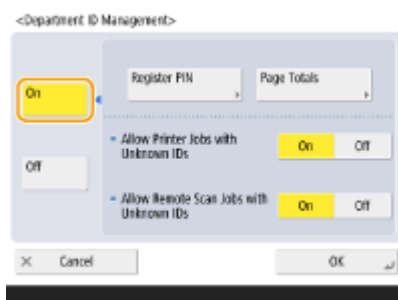 <Department ID Management>
On
Register PIN
Page Totals
Allow Printer Jobs with
Unknown IDs
On Off
Off
Allow Remote Scan Jobs with
Unknown IDs
On Off
× Cancel
OK